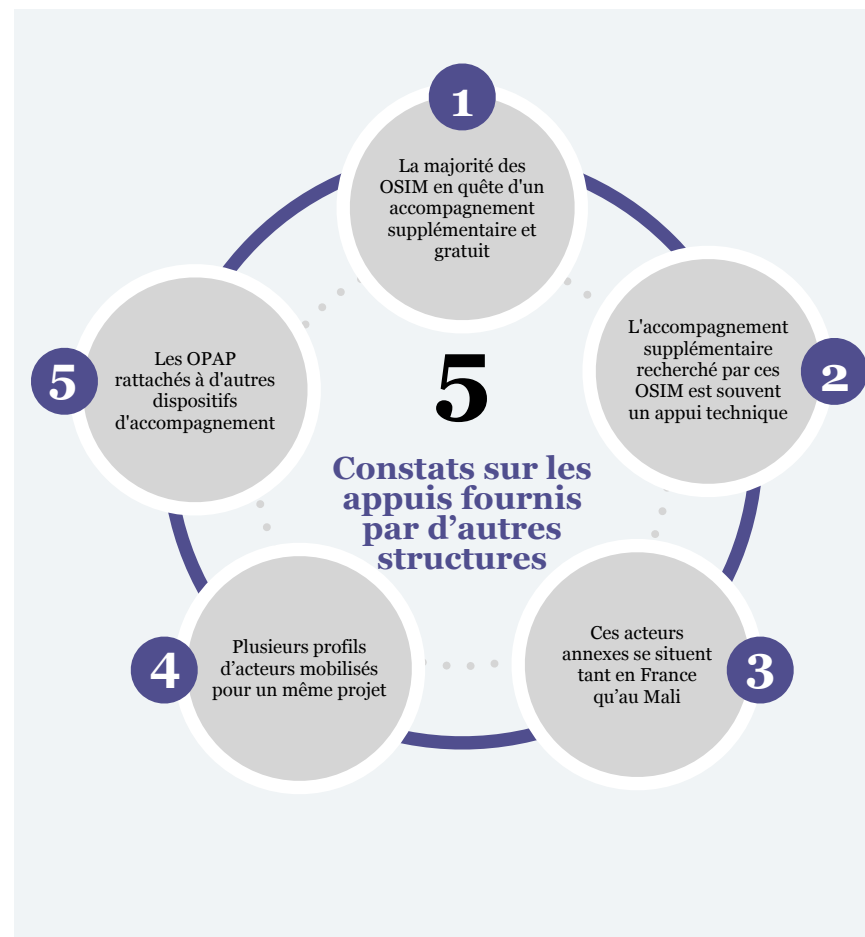 1
La majorité des
OSIM en quête d'un
accompagnement
supplémentaire et
gratuit
L'accompagnement
supplémentaire
recherché par ces
OSIM est souvent
un appui technique
2
Ces acteurs
annexes se situent
tant en France
qu’au Mali
3
4
Plusieurs profils
d’acteurs mobilisés
pour un même projet
5
Les OPAP
rattachés à d'autres
dispositifs
d'accompagnement
5
Constats sur les
appuis fournis
par d’autres
structures